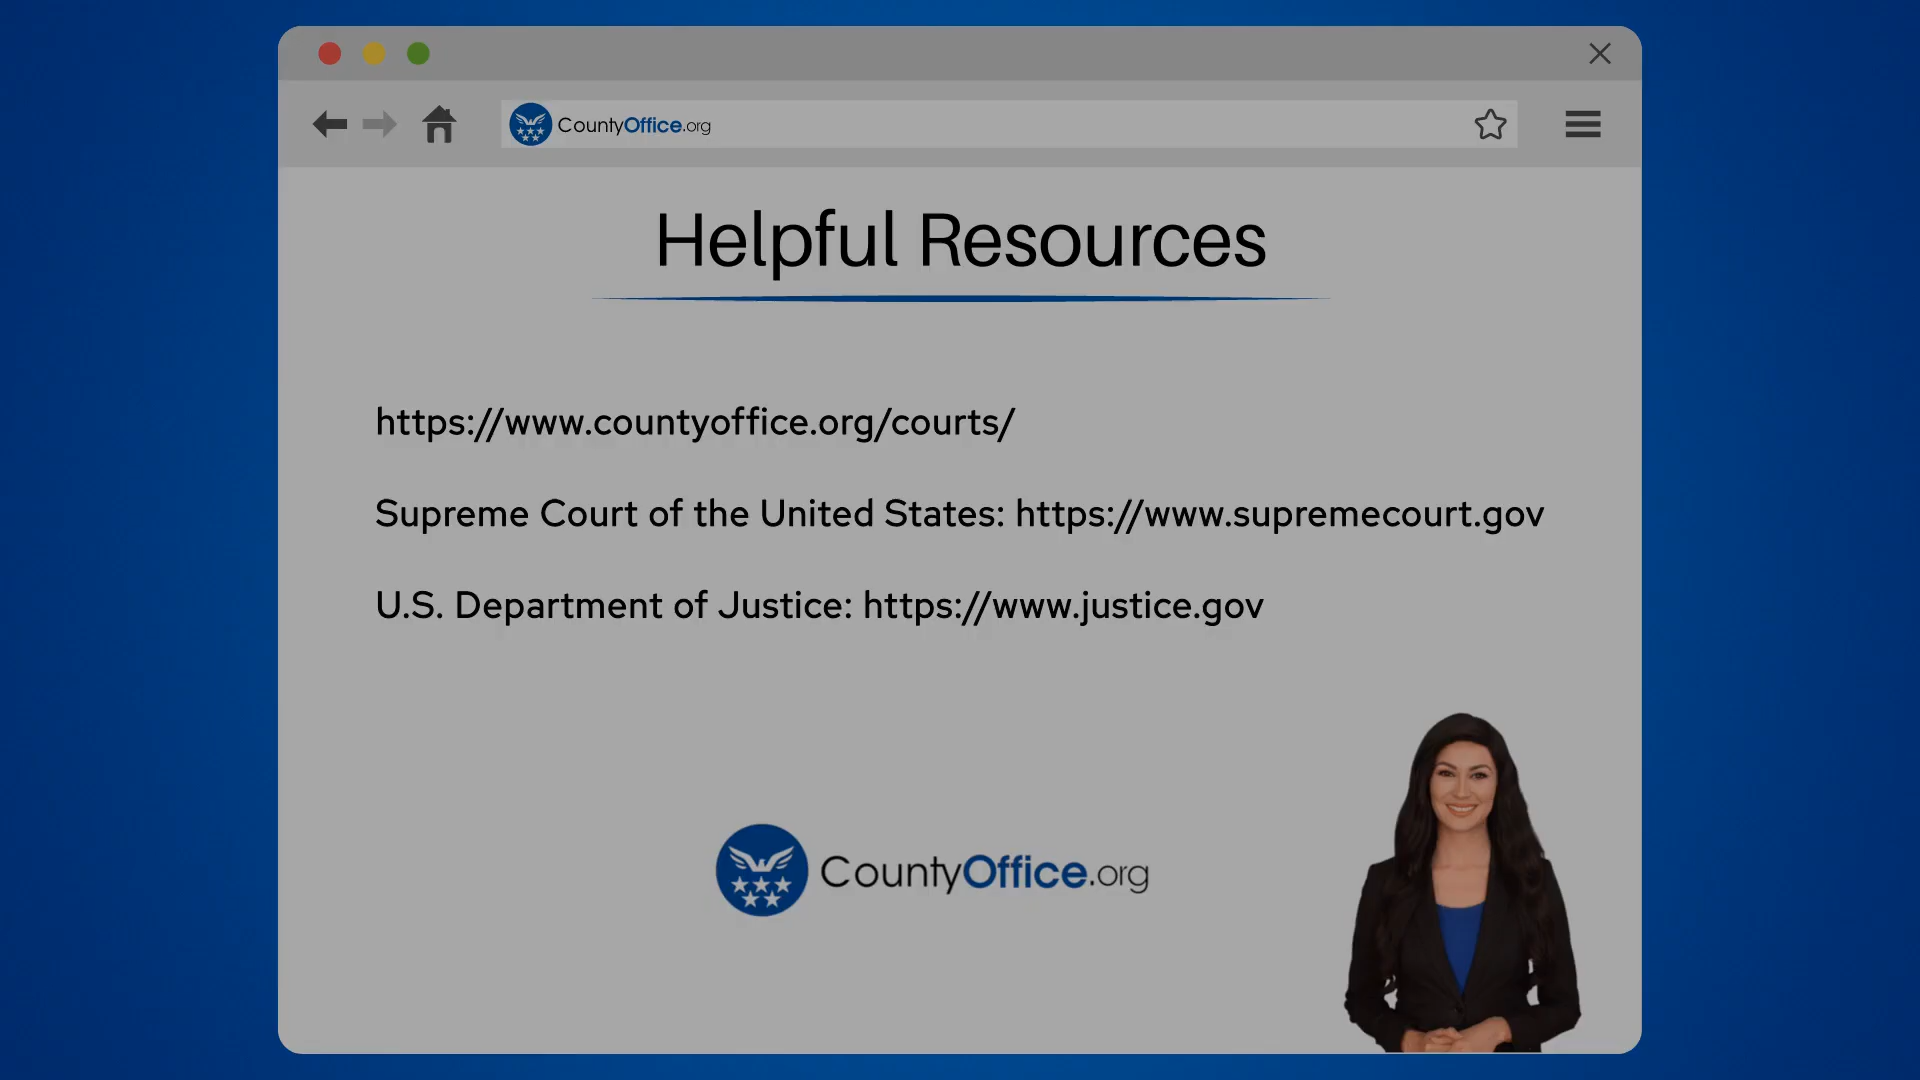 CountyOffice.org
Helpful Resources
https://www.countyoffice.org/courts/
Supreme Court of the United States: https://www.supremecourt.gov
U.S. Department of Justice: https://www.justice.gov
CountyOffice.org